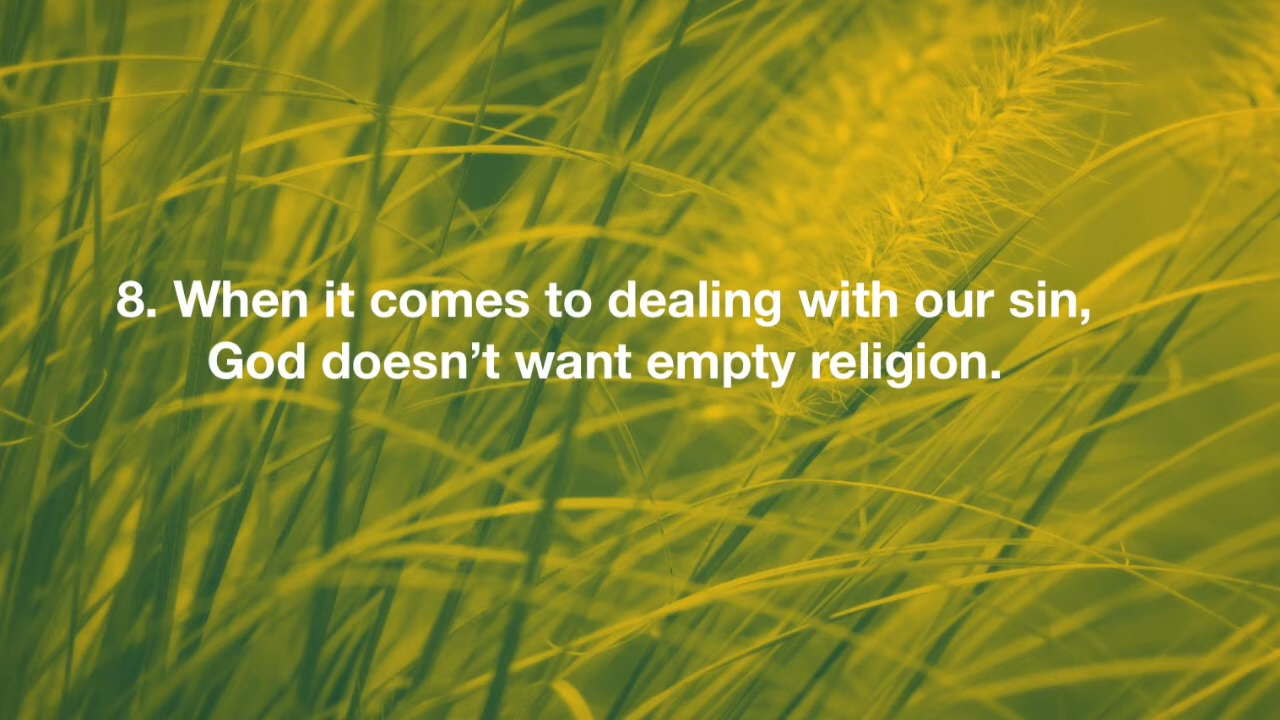 8. When it comes to dealing with our sin,
God doesn’t want empty religion.